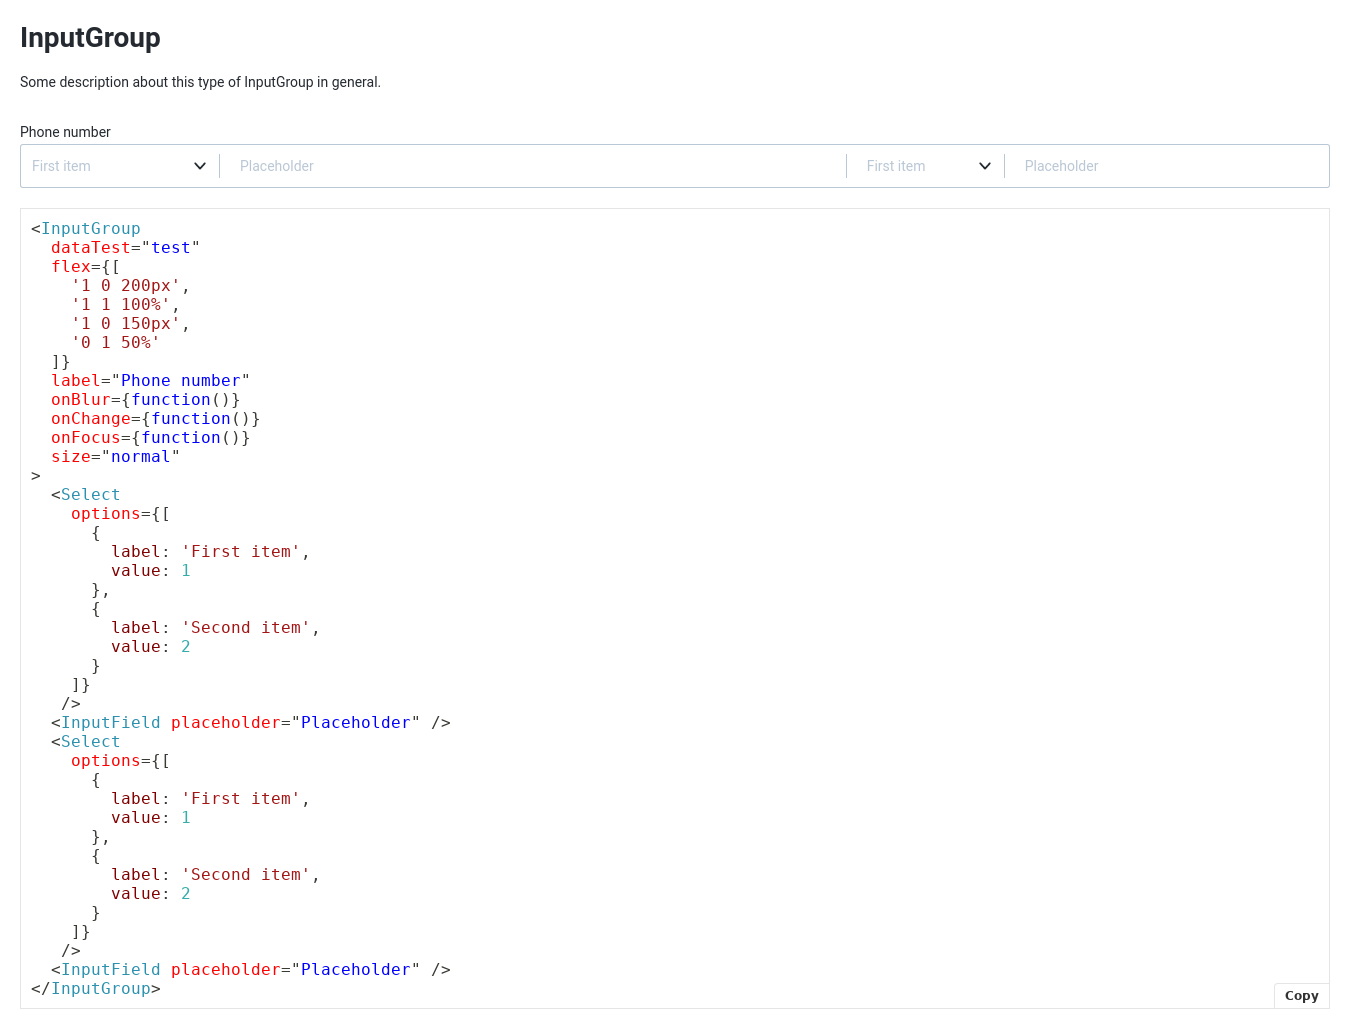 InputGroup
Some description about this type of InputGroup in general.
Phone number
First item Placeholder First item Placeholder
<InputGroup
  dataTest="test"
  flex={[
    '1 0 200px',
    '1 1 100%',
    '1 0 150px',
    '0 1 50%'
  ]}
  label="Phone number"
  onBlur={function()}
  onChange={function()}
  onFocus={function()}
  size="normal"
>
  <Select
    options={[
      {
        label: 'First item',
        value: 1
      },
      {
        label: 'Second item',
        value: 2
      }
    ]}
   />
  <InputField placeholder="Placeholder" />
  <Select
    options={[
      {
        label: 'First item',
        value: 1
      },
      {
        label: 'Second item',
        value: 2
      }
    ]}
   />
  <InputField placeholder="Placeholder" />
</InputGroup>
Copy